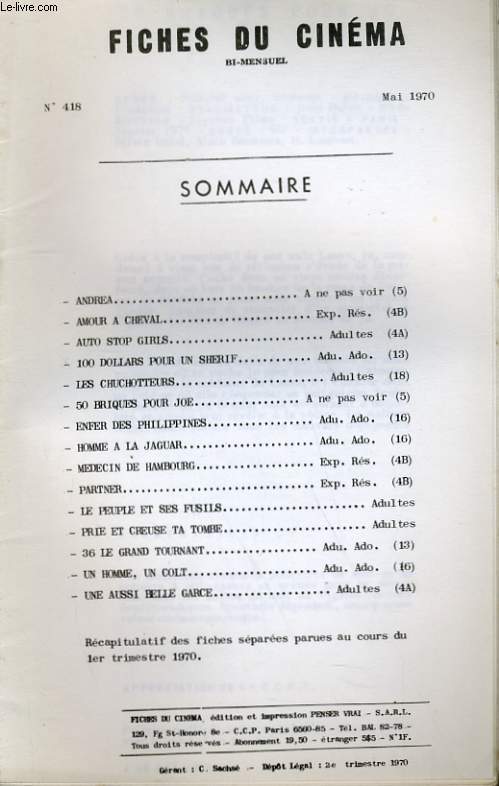 Le-livre.com
FICHES DU CINÉMA
BI-MENSUEL
N° 418
Mai 1970
SOMMAIRE
- ANDREA.............................. A ne pas voir (5)
- AMOUR A CHEVAL......................... Exp. Rés. (4B)
- AUTO STOP GIRLS.......................... Adultes (4A)
- 100 DOLLARS POUR UN SHERIF............. Adu. Ado. (13)
- LES CHUCHOTTEURS......................... Adultes (18)
- 50 BRIQUES POUR JOE.................. A ne pas voir (5)
- ENFER DES PHILIPPINES.................. Adu. Ado. (16)
- HOMME A LA JAGUAR...................... Adu. Ado. (16)
- MEDECIN DE HAMBOURG.................... Exp. Rés. (4B)
- PARTNER................................ Exp. Rés. (4B)
- LE PEUPLE ET SES FUSILS....................... Adultes
- PRIE ET CREUSE TA TOMBE....................... Adultes
- 36 LE GRAND TOURNANT.................. Adu. Ado. (13)
- UN HOMME, UN COLT..................... Adu. Ado. (16)
- UNE AUSSI BELLE GARCE................... Adultes (4A)
Récapitulatif des fiches séparées parues au cours du
1er trimestre 1970.
FICHES DU CINEMA, édition et impression PENSER VRAI - S.A.R.L.
129, Fg St-Honoré 8e - C.C.P. Paris 6560-85 - Tél. BAL 82-78 -
Tous droits réservés - Abonnement 19,50 - étranger 5$5 - N°1F.
Gérant : C. Sachsé - Dépôt Légal : 2e trimestre 1970